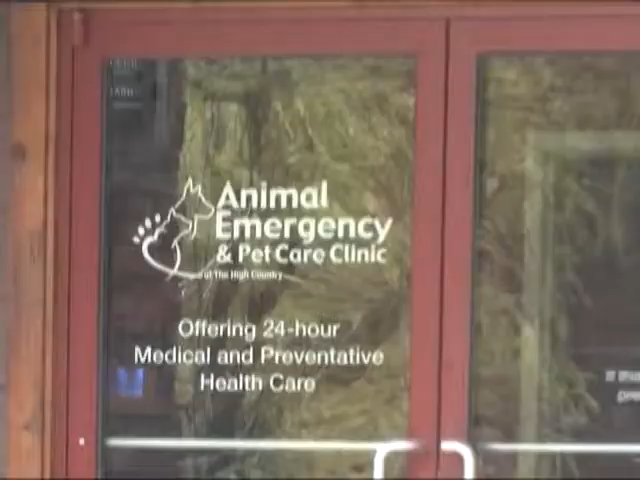 Animal
Emergency
& Pet Care Clinic
of The High Country
Offering 24-hour
Medical and Preventative
Health Care